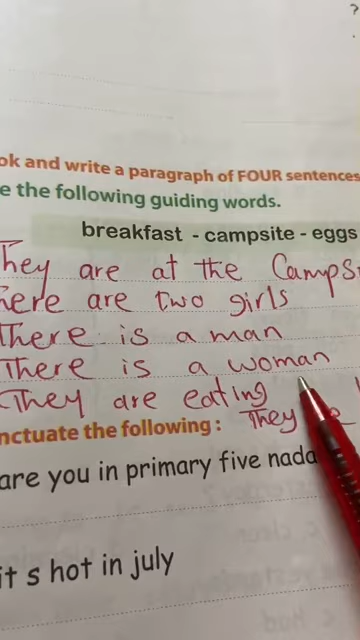 ?
ok and write a paragraph of FOUR sentences
e the following guiding words.
breakfast - campsite - eggs
They are at the Camps
here are two girls
There is a man
There is a woman
They are eating
They
nctuate the following :
are you in primary five nada
it s hot in july